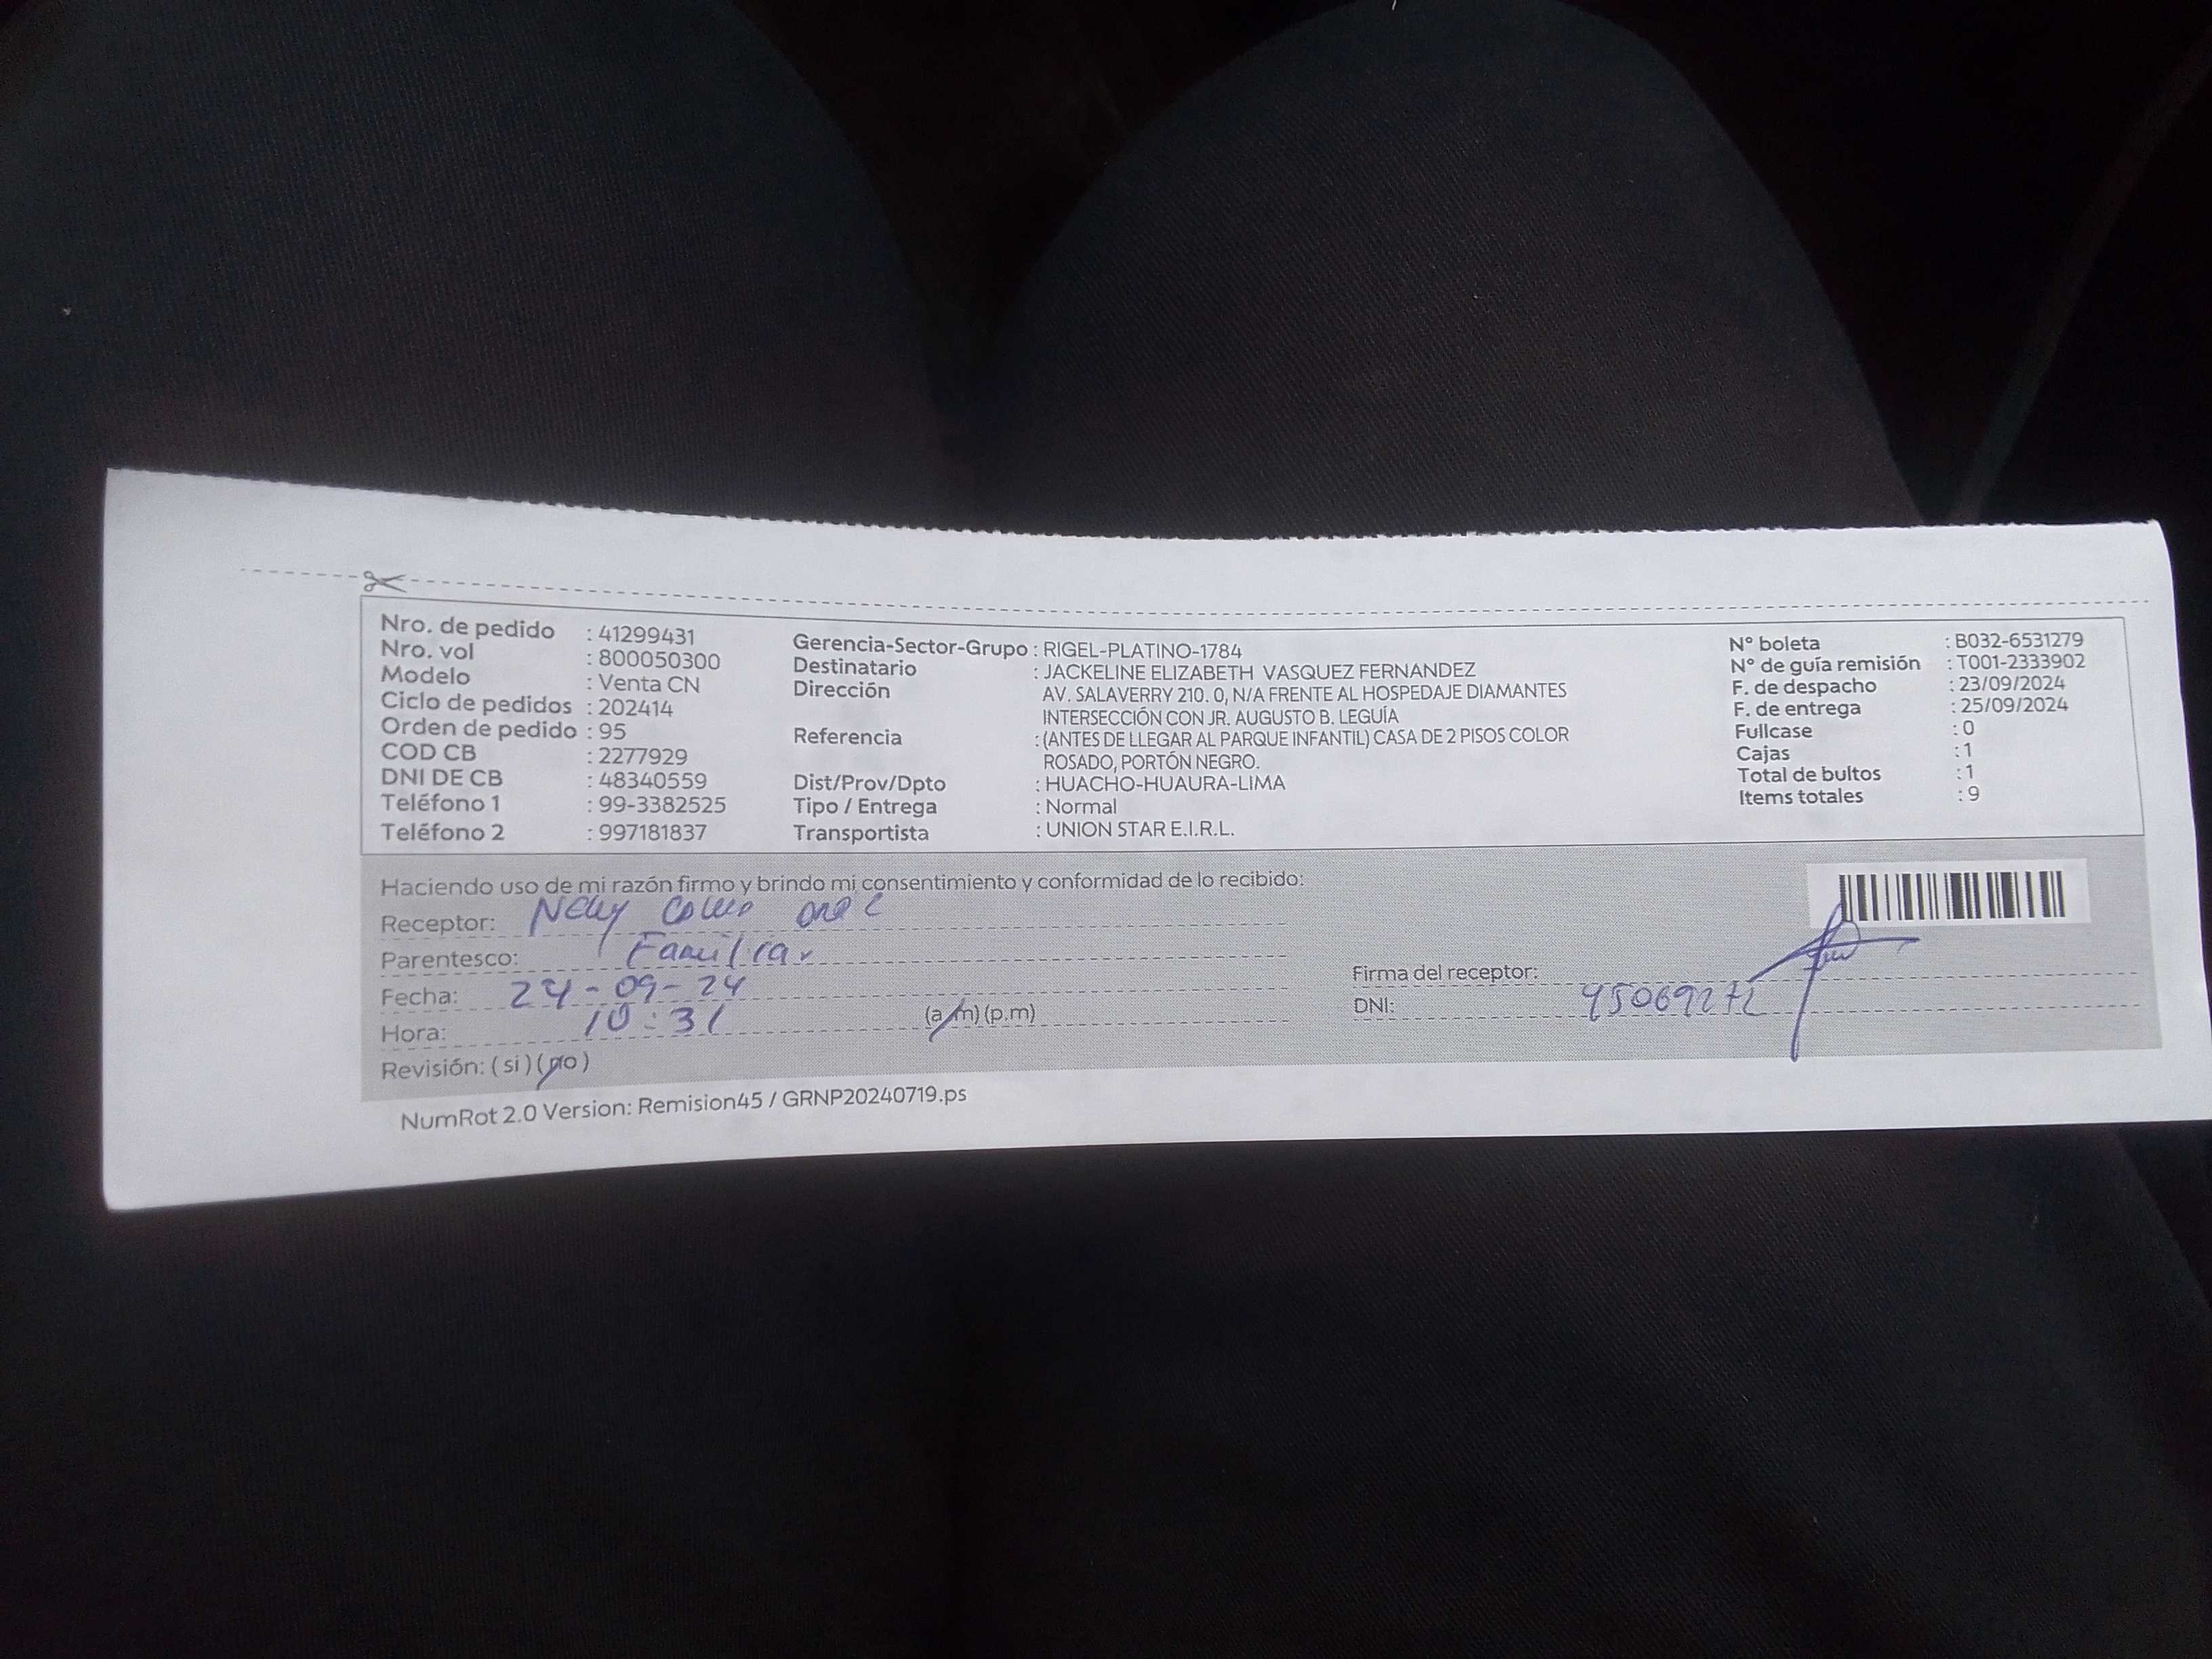 Nro. de pedido : 41299431
Nro. vol : 800050300
Modelo : Venta CN
Ciclo de pedidos : 202414
Orden de pedido : 95
COD CB : 2277929
DNI DE CB : 48340559
Teléfono 1 : 99-3382525
Teléfono 2 : 997181837
Gerencia-Sector-Grupo : RIGEL-PLATINO-1784
Destinatario : JACKELINE ELIZABETH VASQUEZ FERNANDEZ
Dirección AV. SALAVERRY 210. 0, N/A FRENTE AL HOSPEDAJE DIAMANTES
INTERSECCIÓN CON JR. AUGUSTO B. LEGUÍA
Referencia : (ANTES DE LLEGAR AL PARQUE INFANTIL) CASA DE 2 PISOS COLOR
ROSADO, PORTÓN NEGRO.
Dist/Prov/Dpto : HUACHO-HUAURA-LIMA
Tipo / Entrega : Normal
Transportista : UNION STAR E.I.R.L.
N° boleta : B032-6531279
N° de guía remisión : T001-2333902
F. de despacho : 23/09/2024
F. de entrega : 25/09/2024
Fullcase : 0
Cajas : 1
Total de bultos : 1
Items totales : 9
Haciendo uso de mi razón firmo y brindo mi consentimiento y conformidad de lo recibido:
Receptor:
Parentesco: Familiar
Fecha: 24-09-24
Hora: 10:31 (a.m) (p.m)
Revisión: (si) (no)
Firma del receptor:
DNI: 45069272
NumRot 2.0 Version: Remision45 / GRNP20240719.ps